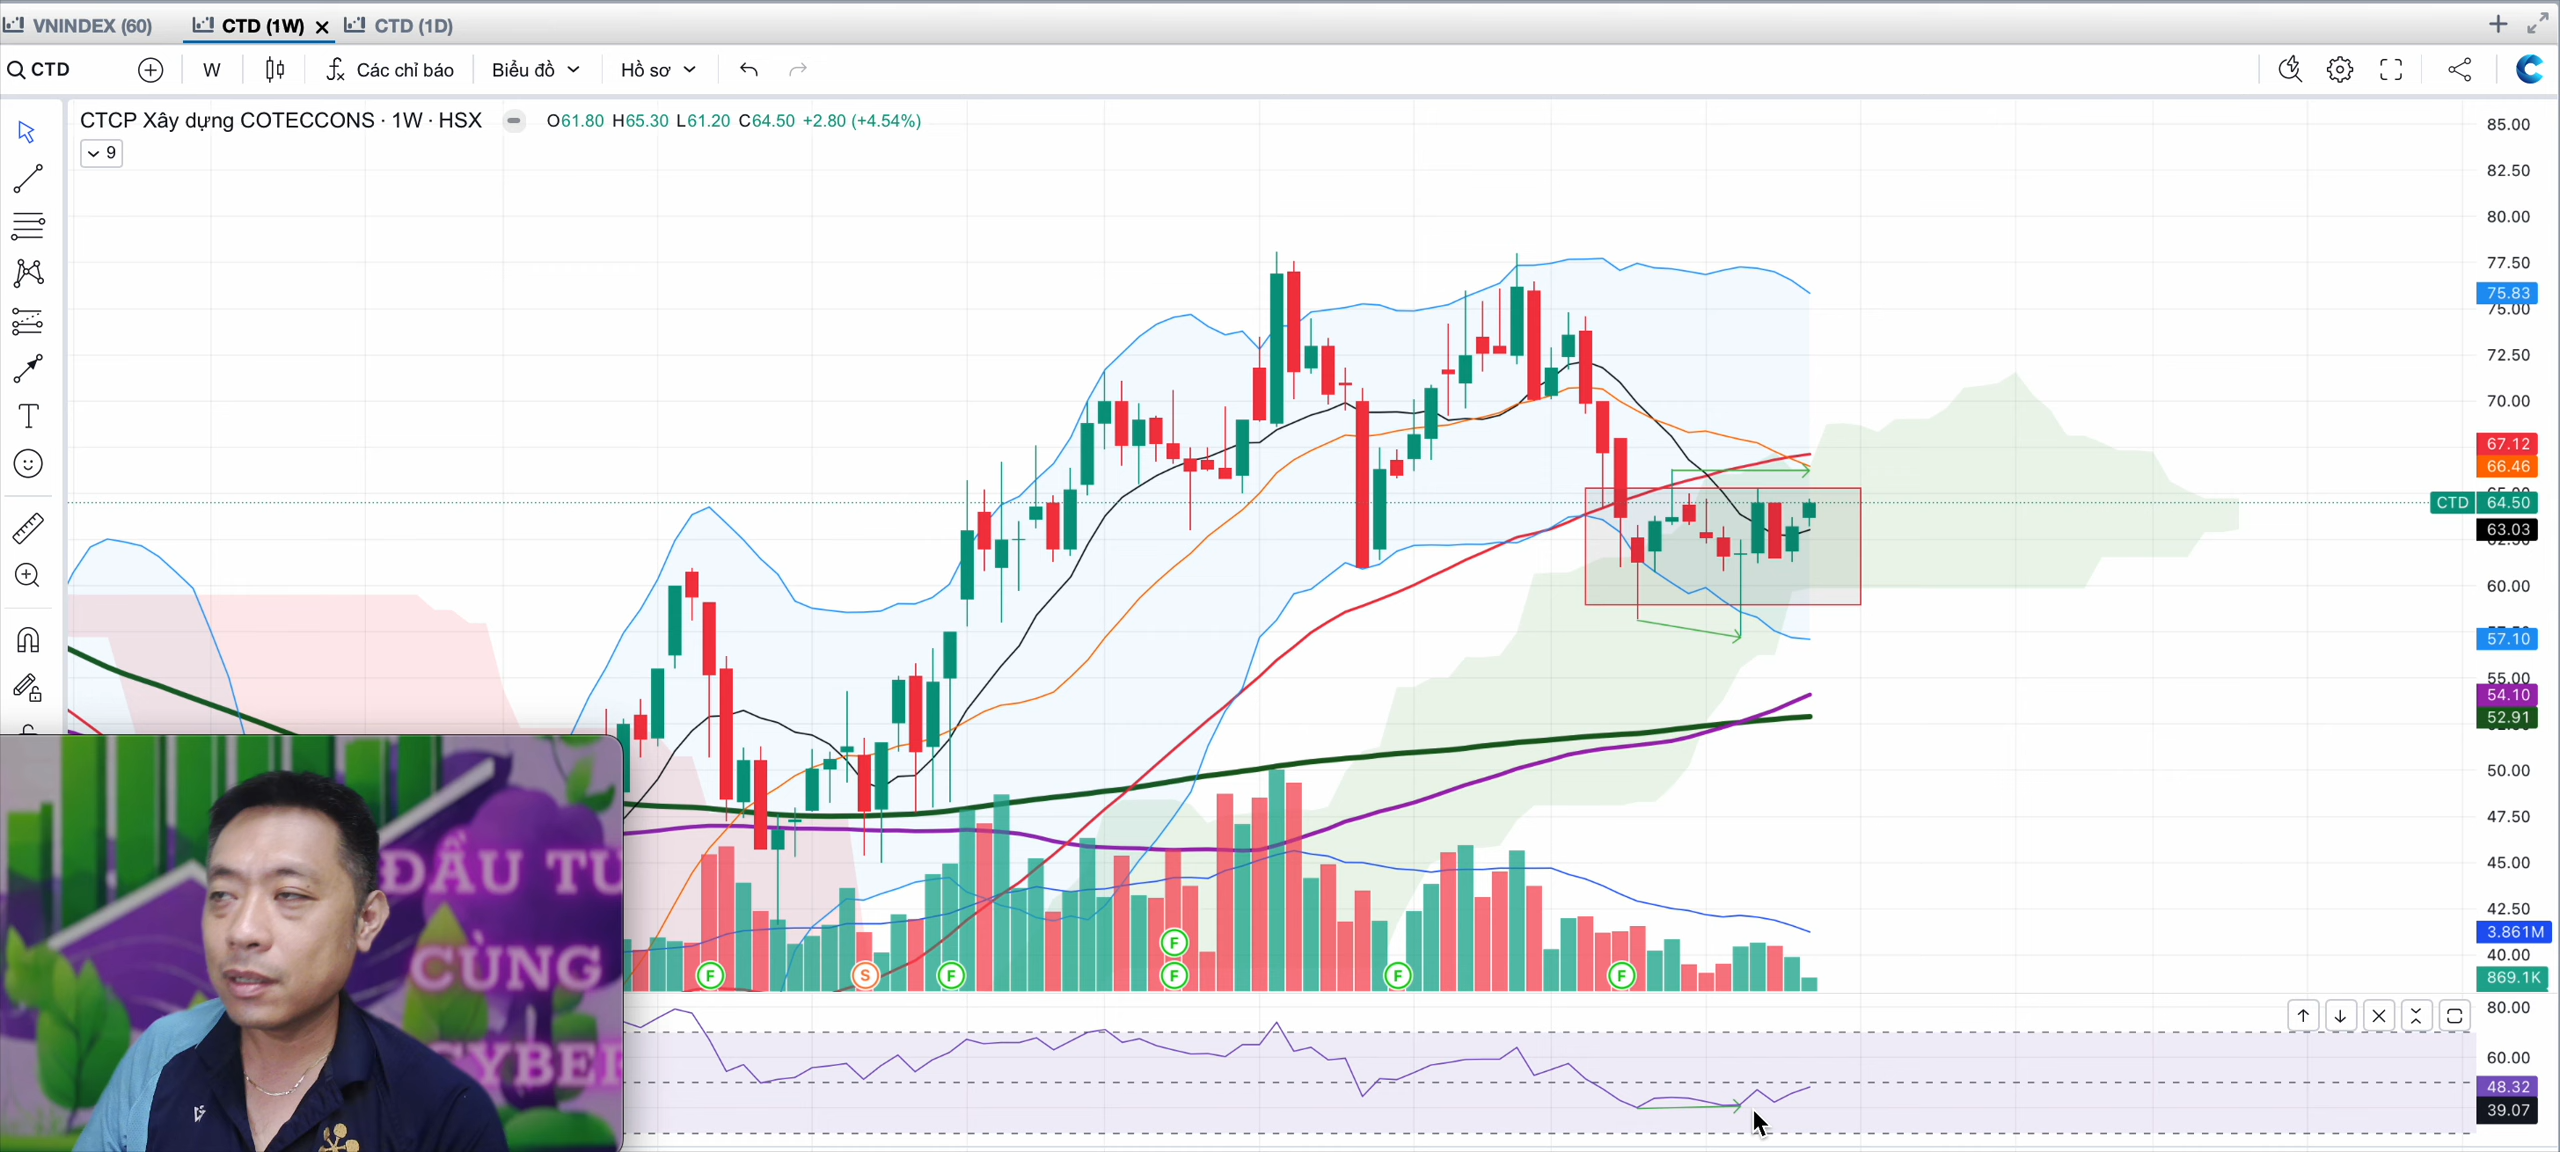 VNINDEX (60) CTD (1W) CTD (1D)
CTD W Các chỉ báo Biểu đồ Hồ sơ
CTCP Xây dựng COTECCONS · 1W · HSX O61.80 H65.30 L61.20 C64.50 +2.80 (+4.54%)
9
85.00
82.50
80.00
77.50
75.83
75.00
72.50
70.00
67.12
66.46
CTD 64.50
63.03
60.00
57.10
55.00
54.10
52.91
50.00
47.50
45.00
42.50
3.861M
40.00
869.1K
F
F S F F F F
80.00
60.00
48.32
39.07
ĐẦU TƯ
CÙNG
CYBER